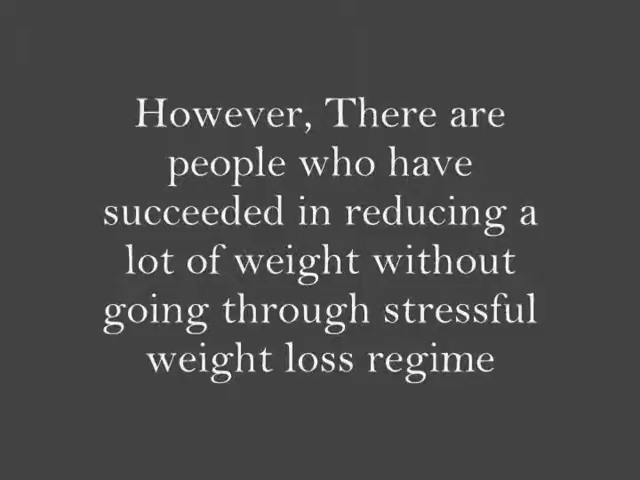 However, There are
people who have
succeeded in reducing a
lot of weight without
going through stressful
weight loss regime